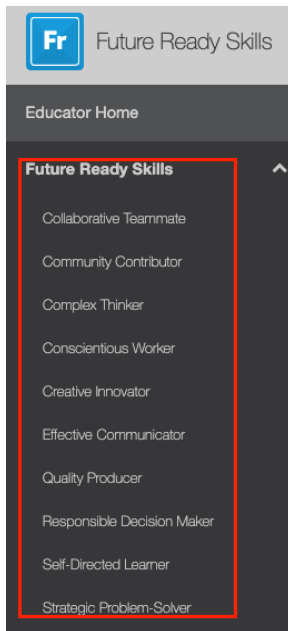 Fr Future Ready Skills
Educator Home
Future Ready Skills
Collaborative Teammate
Community Contributor
Complex Thinker
Conscientious Worker
Creative Innovator
Effective Communicator
Quality Producer
Responsible Decision Maker
Self-Directed Learner
Strategic Problem-Solver